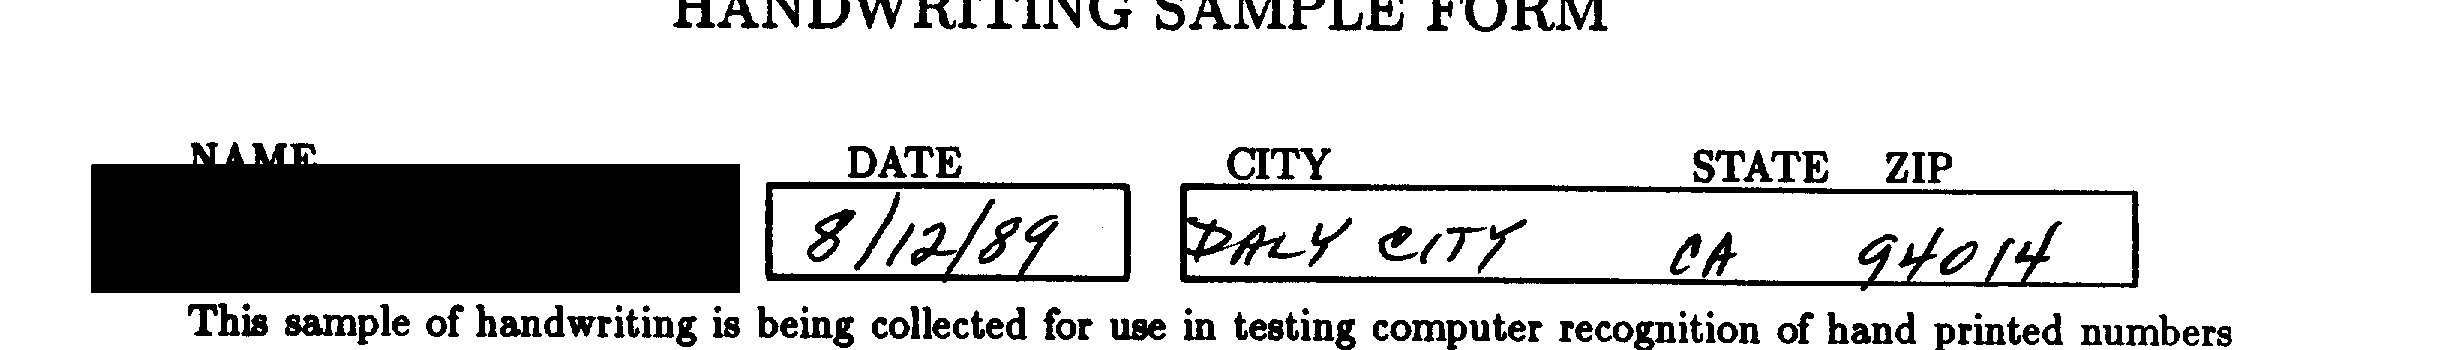 HANDWRITING SAMPLE FORM
NAME DATE CITY STATE ZIP
8/12/89 DALY CITY CA 94014
This sample of handwriting is being collected for use in testing computer recognition of hand printed numbers